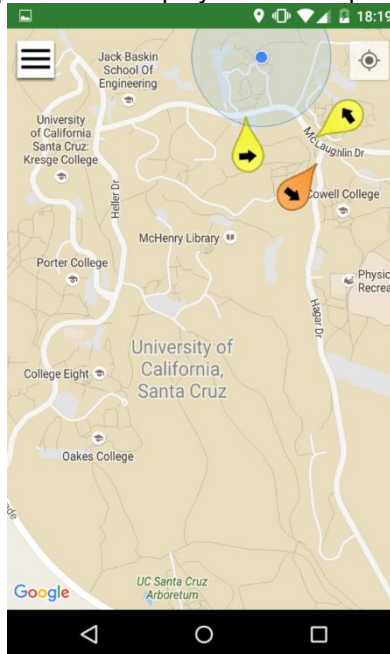 18:19
Jack Baskin
School Of
Engineering
University
of California
Santa Cruz:
Kresge College
McLaughlin Dr
Heller Dr
Cowell College
McHenry Library
Porter College
Physic
Recrea
Hagar Dr
University of
California,
Santa Cruz
College Eight
Oakes College
UC Santa Cruz
Arboretum
Google